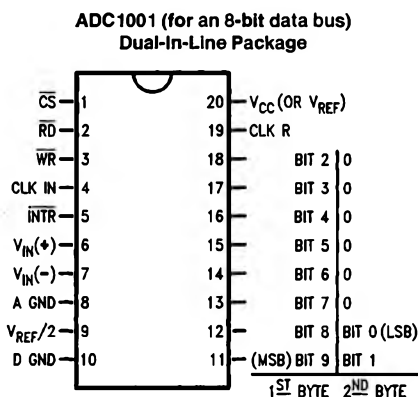 ADC1001 (for an 8-bit data bus)
Dual-In-Line Package
CS 1 20 VCC (OR VREF)
RD 2 19 CLK R
WR 3 18 BIT 2 0
CLK IN 4 17 BIT 3 0
INTR 5 16 BIT 4 0
VIN(+) 6 15 BIT 5 0
VIN(-) 7 14 BIT 6 0
A GND 8 13 BIT 7 0
VREF/2 9 12 BIT 8 BIT 0 (LSB)
D GND 10 11 (MSB) BIT 9 BIT 1
1ST BYTE 2ND BYTE